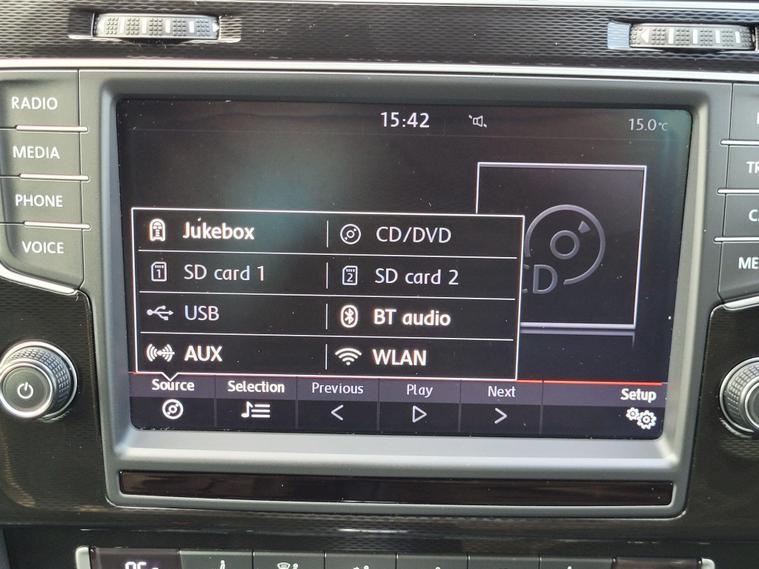 RADIO
MEDIA
PHONE
VOICE
15:42
15.0°C
Jukebox
CD/DVD
SD card 1
SD card 2
USB
BT audio
AUX
WLAN
CD
Source
Selection
Previous
Play
Next
Setup